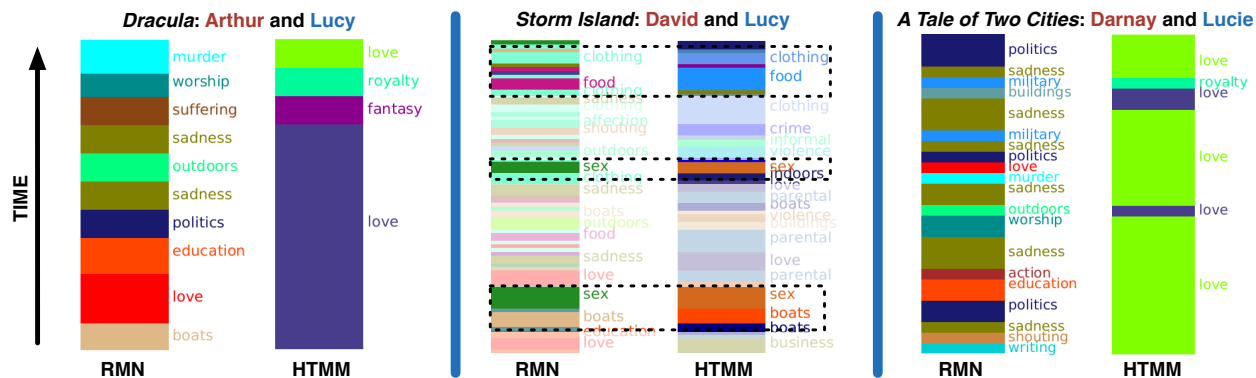 Dracula: Arthur and Lucy
murder
worship
suffering
sadness
outdoors
sadness
politics
education
love
boats
RMN
love
royalty
fantasy
love
HTMM
TIME
Storm Island: David and Lucy
clothing
food
clothing
sadness
clothing
affection
shouting
outdoors
sex
clothing
sadness
boats
outdoors
food
sadness
love
sex
boats
education
love
RMN
clothing
food
clothing
crime
informal
violence
sex
indoors
love
parental
boats
violence
buildings
parental
love
parental
sex
boats
boats
business
HTMM
A Tale of Two Cities: Darnay and Lucie
politics
sadness
military
buildings
sadness
military
sadness
politics
love
murder
sadness
outdoors
worship
sadness
action
education
politics
sadness
shouting
writing
RMN
love
royalty
love
love
love
love
HTMM